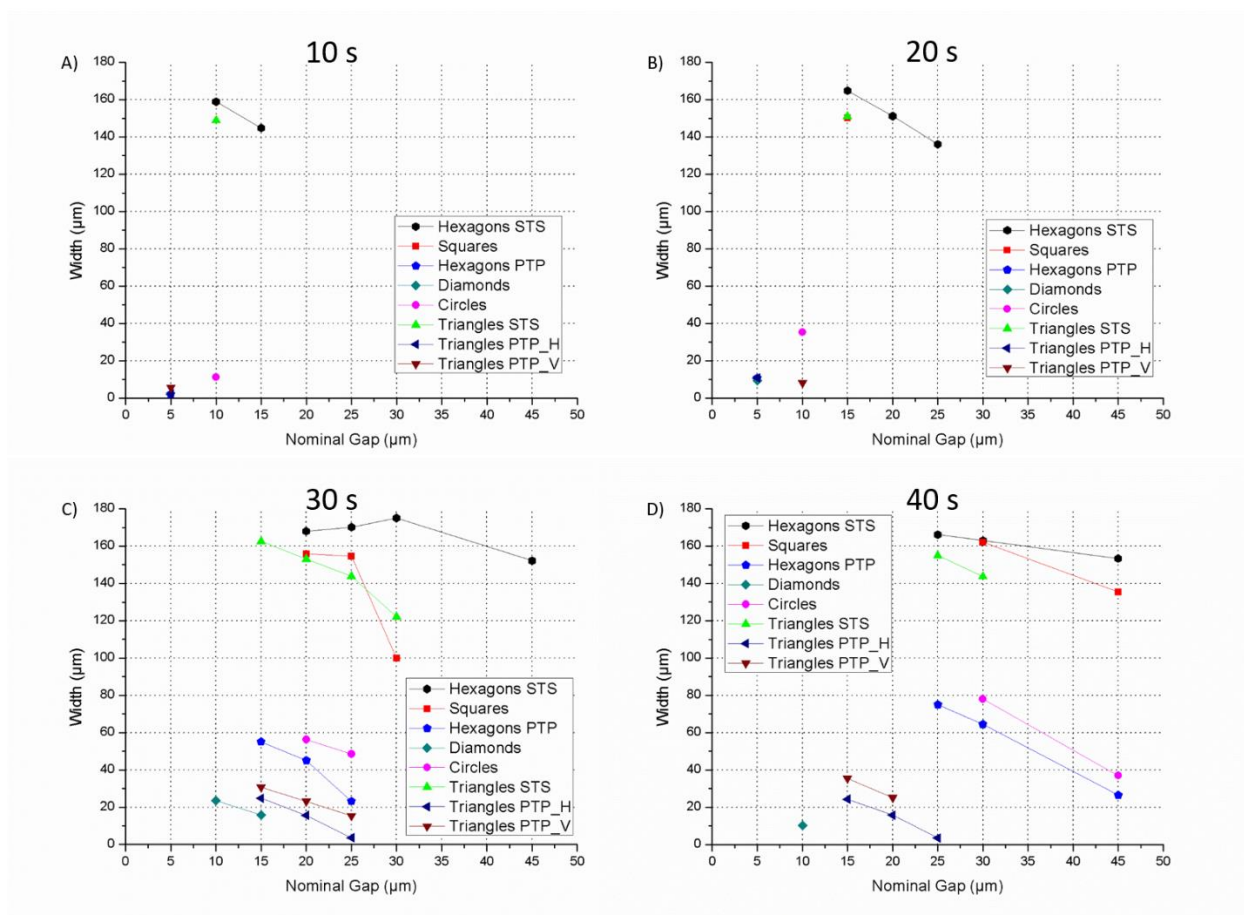 10 s
A)
180
160
140
120
100
80
60
40
20
0
Width (µm)
Hexagons STS
Squares
Hexagons PTP
Diamonds
Circles
Triangles STS
Triangles PTP_H
Triangles PTP_V
0 5 10 15 20 25 30 35 40 45 50
Nominal Gap (µm)
20 s
B)
180
160
140
120
100
80
60
40
20
0
Width (µm)
Hexagons STS
Squares
Hexagons PTP
Diamonds
Circles
Triangles STS
Triangles PTP_H
Triangles PTP_V
0 5 10 15 20 25 30 35 40 45 50
Nominal Gap (µm)
30 s
C)
180
160
140
120
100
80
60
40
20
0
Width (µm)
Hexagons STS
Squares
Hexagons PTP
Diamonds
Circles
Triangles STS
Triangles PTP_H
Triangles PTP_V
0 5 10 15 20 25 30 35 40 45 50
Nominal Gap (µm)
40 s
D)
180
160
140
120
100
80
60
40
20
0
Width (µm)
Hexagons STS
Squares
Hexagons PTP
Diamonds
Circles
Triangles STS
Triangles PTP_H
Triangles PTP_V
0 5 10 15 20 25 30 35 40 45 50
Nominal Gap (µm)